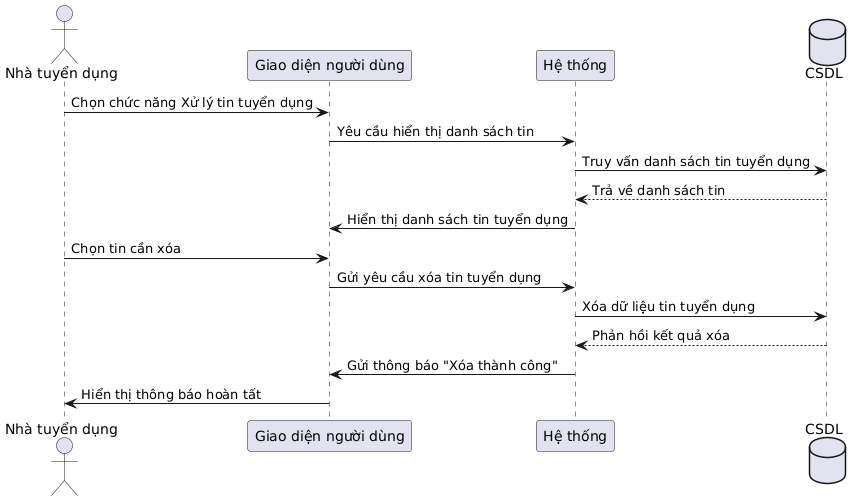 Nhà tuyển dụng
Giao diện người dùng
Hệ thống
CSDL
Chọn chức năng Xử lý tin tuyển dụng
Yêu cầu hiển thị danh sách tin
Truy vấn danh sách tin tuyển dụng
Trả về danh sách tin
Hiển thị danh sách tin tuyển dụng
Chọn tin cần xóa
Gửi yêu cầu xóa tin tuyển dụng
Xóa dữ liệu tin tuyển dụng
Phản hồi kết quả xóa
Gửi thông báo "Xóa thành công"
Hiển thị thông báo hoàn tất
Nhà tuyển dụng
Giao diện người dùng
Hệ thống
CSDL